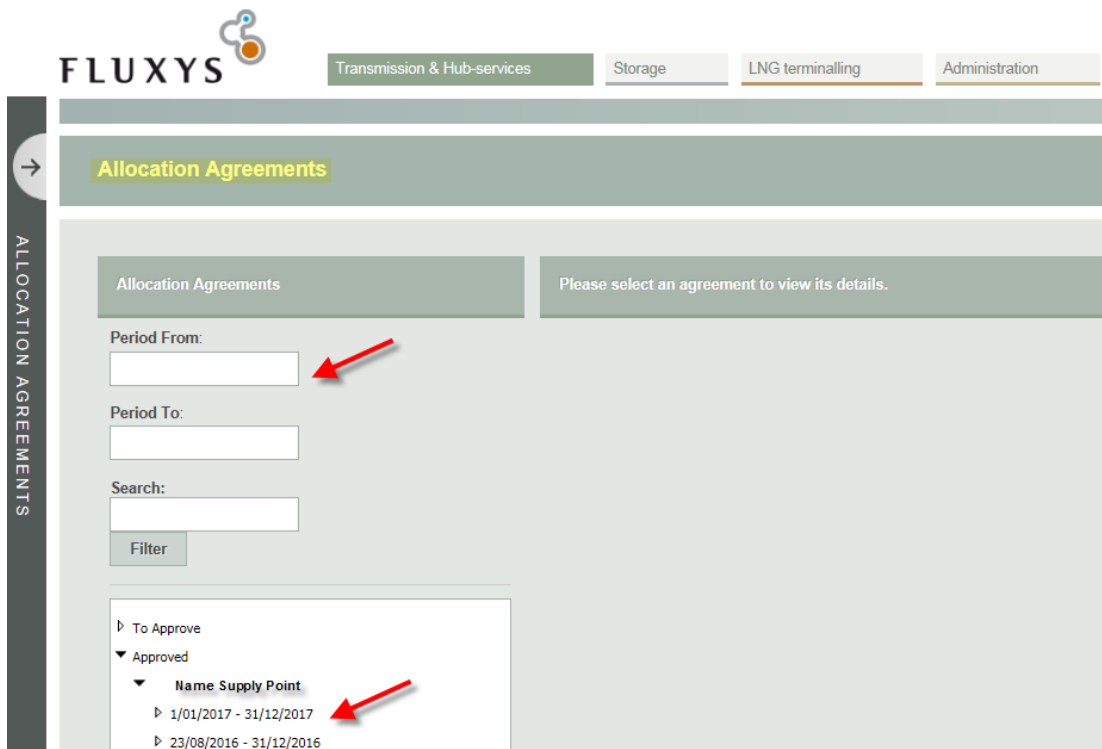 FLUXYS
Transmission & Hub-services
Storage
LNG terminalling
Administration
Allocation Agreements
ALLOCATION AGREEMENTS
Allocation Agreements
Please select an agreement to view its details.
Period From:
Period To:
Search:
Filter
To Approve
Approved
Name Supply Point
1/01/2017 - 31/12/2017
23/08/2016 - 31/12/2016